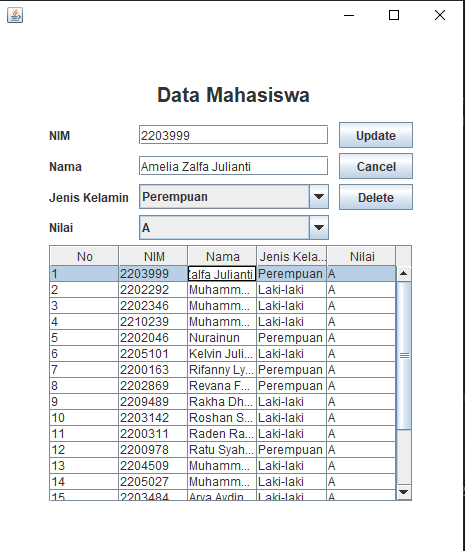 Data Mahasiswa
NIM 2203999 Update
Nama Amelia Zalfa Julianti Cancel
Jenis Kelamin Perempuan Delete
Nilai A
No NIM Nama Jenis Kela... Nilai
1 2203999 Zalfa Julianti Perempuan A
2 2202292 Muhamm... Laki-laki A
3 2202346 Muhamm... Laki-laki A
4 2210239 Muhamm... Laki-laki A
5 2202046 Nurainun Perempuan A
6 2205101 Kelvin Juli... Laki-laki A
7 2200163 Rifanny Ly... Perempuan A
8 2202869 Revana F... Perempuan A
9 2209489 Rakha Dh... Laki-laki A
10 2203142 Roshan S... Laki-laki A
11 2200311 Raden Ra... Laki-laki A
12 2200978 Ratu Syah... Perempuan A
13 2204509 Muhamm... Laki-laki A
14 2205027 Muhamm... Laki-laki A
15 2203484 Arya Aydin... Laki-laki A